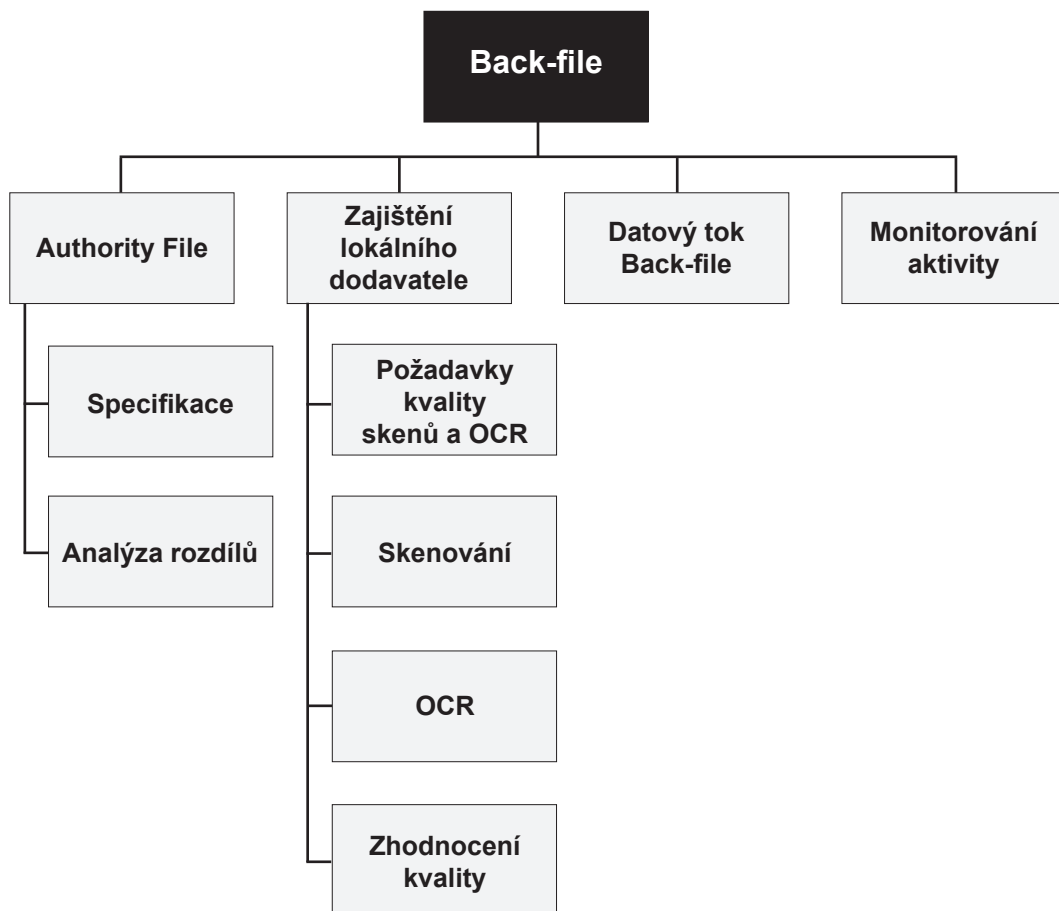 Back-file
Authority File
Zajištění
lokálního
dodavatele
Datový tok
Back-file
Monitorování
aktivity
Specifikace
Analýza rozdílů
Požadavky
kvality
skenů a OCR
Skenování
OCR
Zhodnocení
kvality